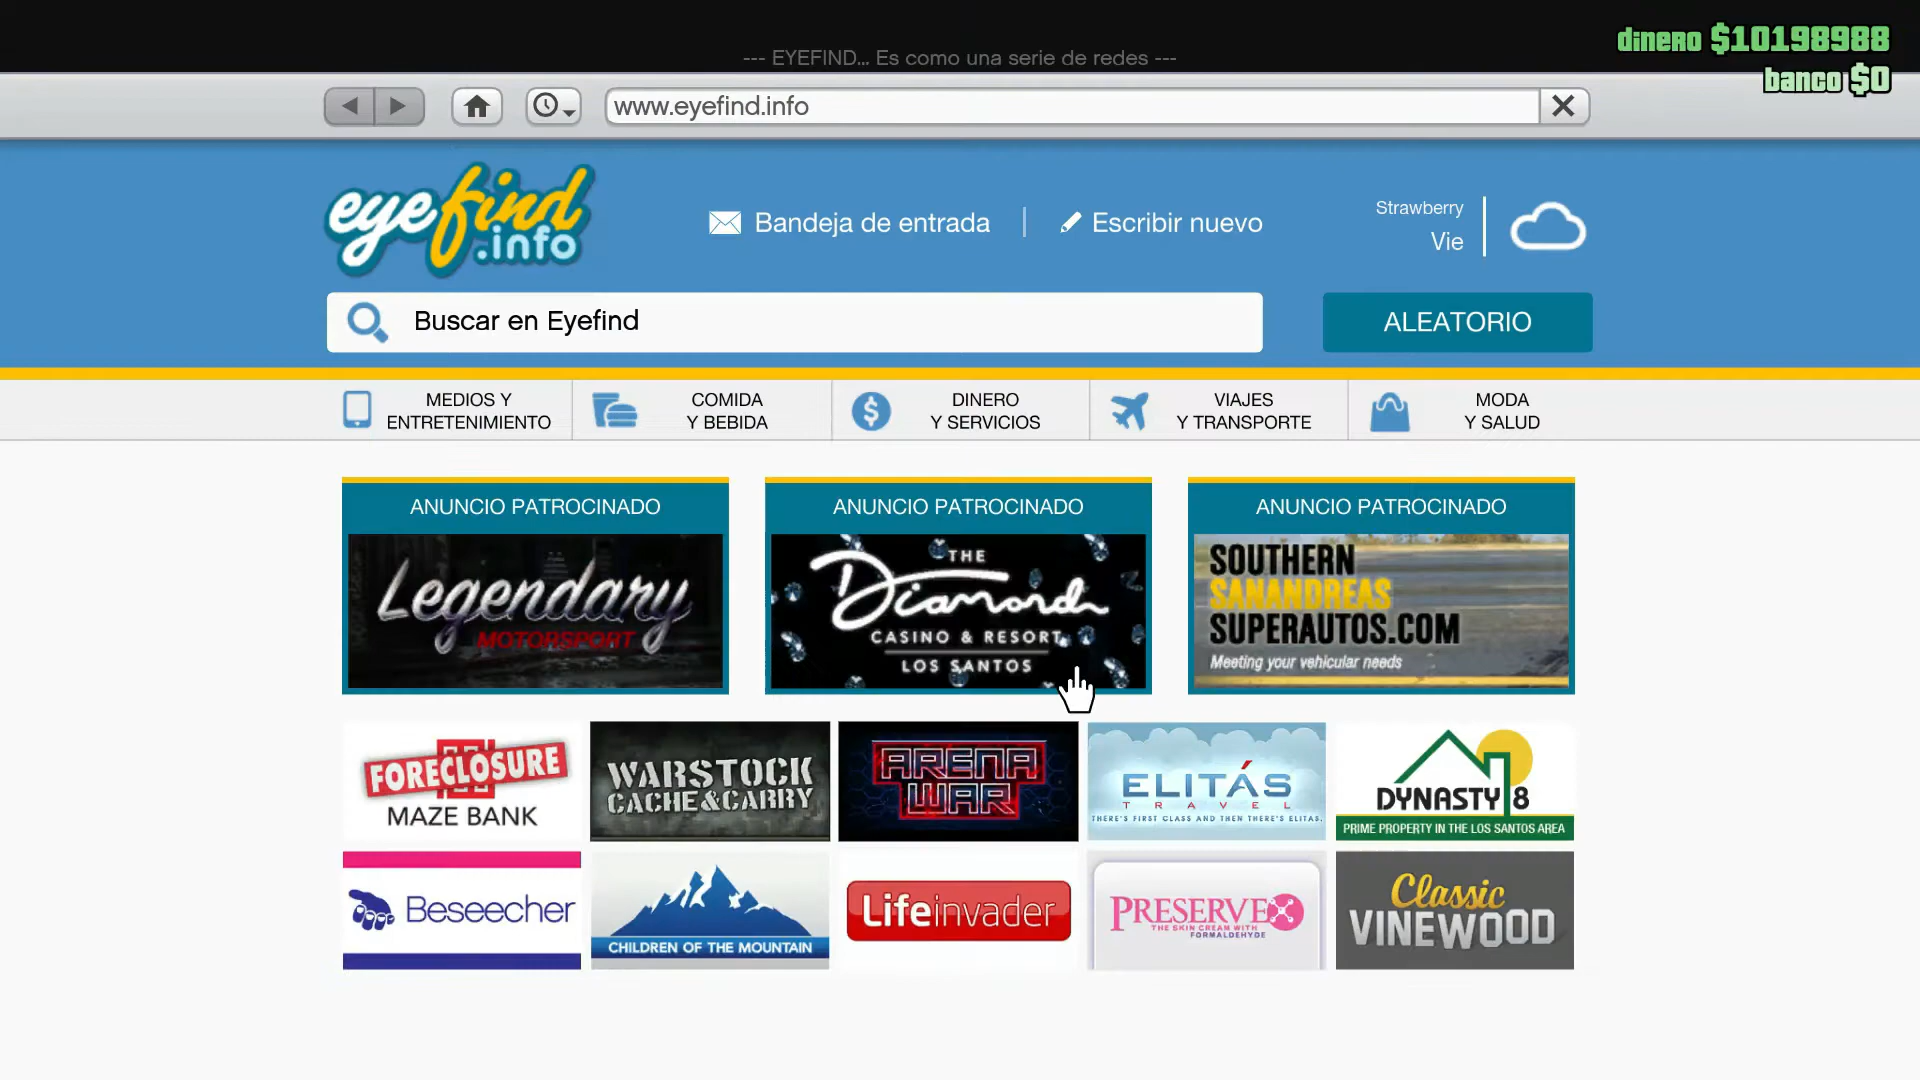 dinero $10198988
--- EYEFIND... Es como una serie de redes ---
banco $0
www.eyefind.info
eyefind
.info
Bandeja de entrada
Escribir nuevo
Strawberry
Vie
Buscar en Eyefind
ALEATORIO
MEDIOS Y
ENTRETENIMIENTO
COMIDA
Y BEBIDA
DINERO
Y SERVICIOS
VIAJES
Y TRANSPORTE
MODA
Y SALUD
ANUNCIO PATROCINADO
Legendary
MOTORSPORT
ANUNCIO PATROCINADO
THE
Diamond
CASINO & RESORT
LOS SANTOS
ANUNCIO PATROCINADO
SOUTHERN
SANANDREAS
SUPERAUTOS.COM
Meeting your vehicular needs
FORECLOSURE
MAZE BANK
WARSTOCK
CACHE&CARRY
ARENA
WAR
ELITÁS
TRAVEL
THERE'S FIRST CLASS AND THEN THERE'S ELITAS.
DYNASTY 8
PRIME PROPERTY IN THE LOS SANTOS AREA
Beseecher
CHILDREN OF THE MOUNTAIN
Lifeinvader
PRESERVEX
THE SKIN CREAM WITH
FORMALDEHYDE
Classic
VINEWOOD